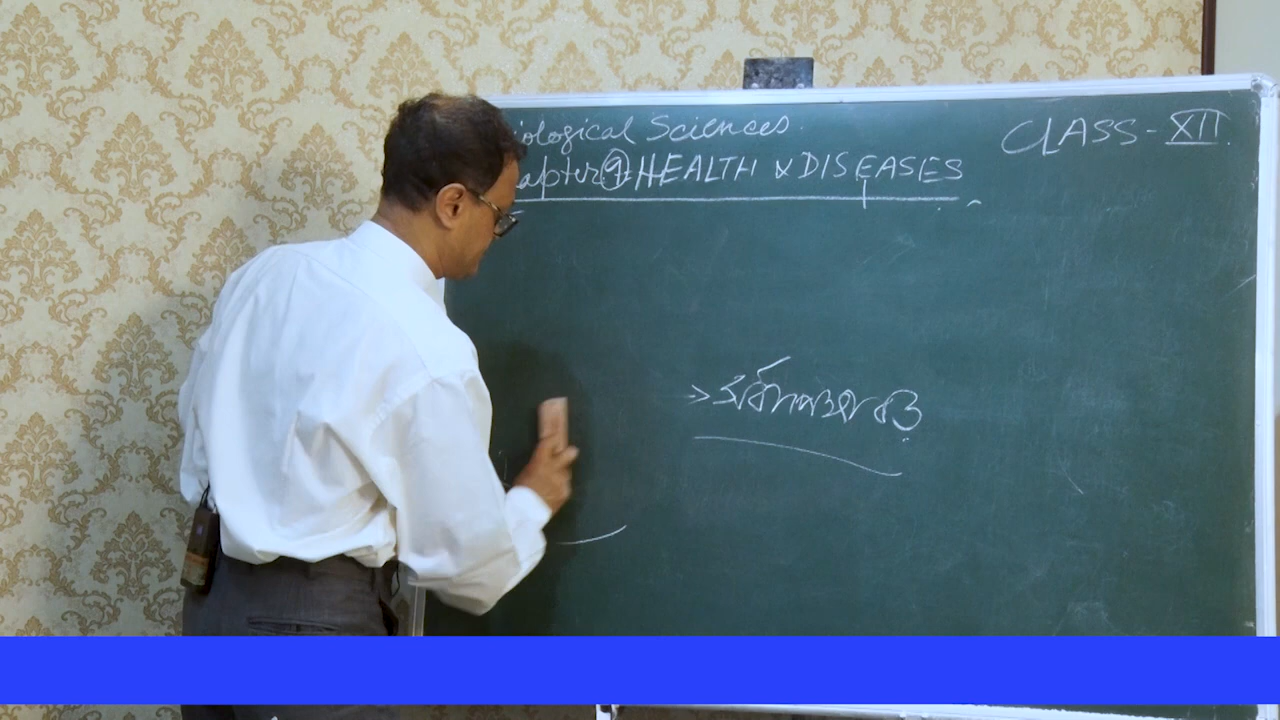 iological Sciences.
apter 9 HEALTH & DISEASES
CLASS-XII.